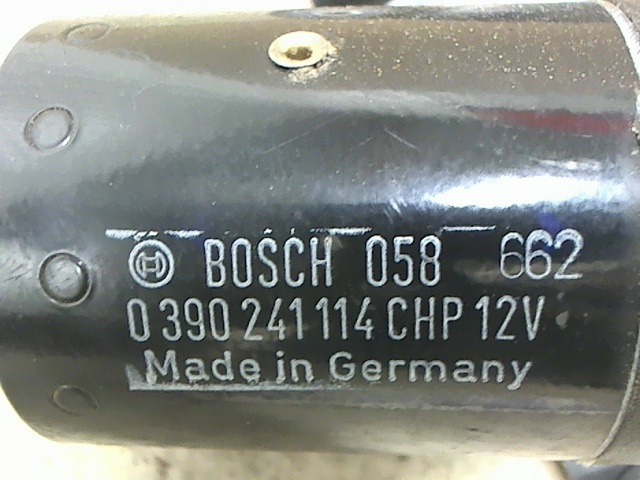 BOSCH 058 662
0 390 241 114 CHP 12V
Made in Germany